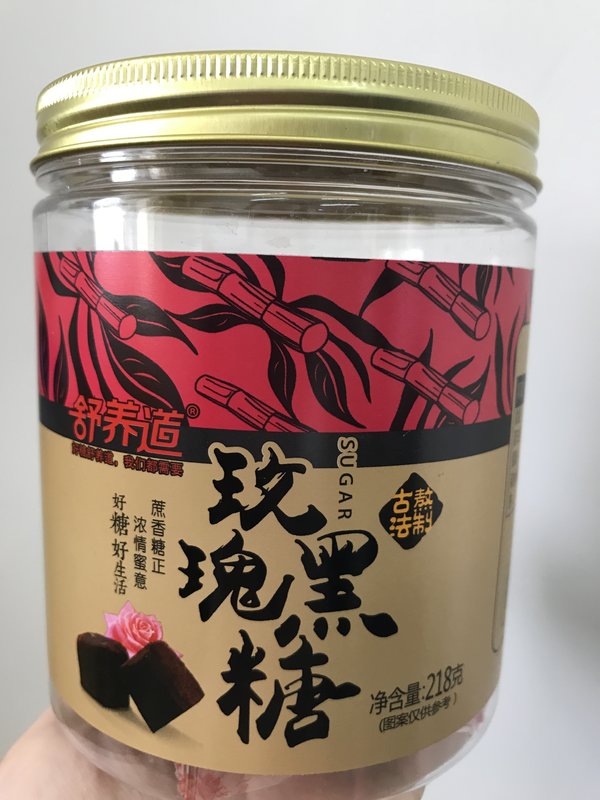 舒养道®
SUGAR
玫瑰黑糖
古法熬制
蔗香糖正
浓情蜜意
好糖好生活
净含量:218克
(图案仅供参考)